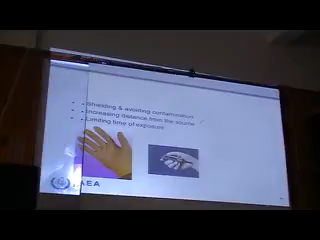 - Shielding & avoiding contamination
- Increasing distance from the source
- Limiting time of exposure
IAEA